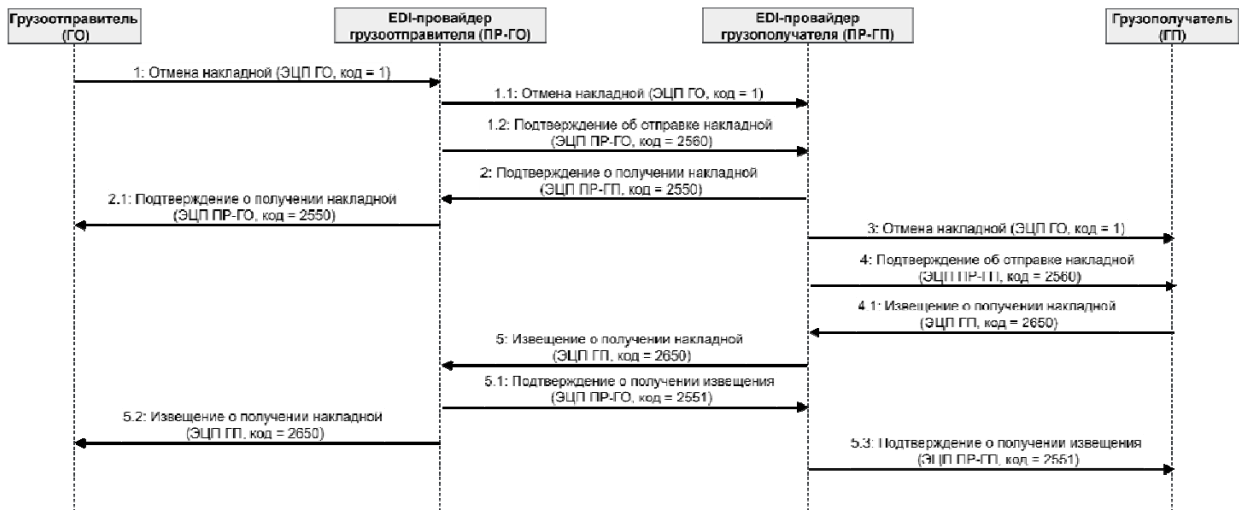 Грузоотправитель
(ГО)
EDI-провайдер
грузоотправителя (ПР-ГО)
EDI-провайдер
грузополучателя (ПР-ГП)
Грузополучатель
(ГП)
1: Отмена накладной (ЭЦП ГО, код = 1)
1.1: Отмена накладной (ЭЦП ГО, код = 1)
1.2: Подтверждение об отправке накладной
(ЭЦП ПР-ГО, код = 2560)
2: Подтверждение о получении накладной
(ЭЦП ПР-ГП, код = 2550)
2.1: Подтверждение о получении накладной
(ЭЦП ПР-ГО, код = 2550)
3: Отмена накладной (ЭЦП ГО, код = 1)
4: Подтверждение об отправке накладной
(ЭЦП ПР-ГП, код = 2560)
4.1: Извещение о получении накладной
(ЭЦП ГП, код = 2650)
5: Извещение о получении накладной
(ЭЦП ГП, код = 2650)
5.1: Подтверждение о получении извещения
(ЭЦП ПР-ГО, код = 2551)
5.2: Извещение о получении накладной
(ЭЦП ГП, код = 2650)
5.3: Подтверждение о получении извещения
(ЭЦП ПР-ГП, код = 2551)